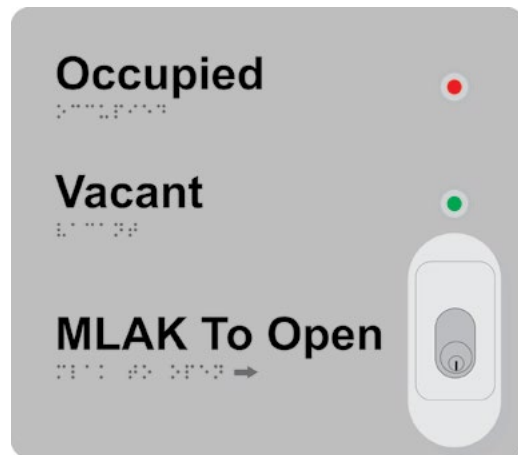 Occupied
⠕⠉⠉⠥⠏⠊⠑⠙
Vacant
⠧⠁⠉⠁⠝⠞
MLAK To Open
⠍⠇⠁⠅ ⠞⠕ ⠕⠏⠑⠝ ➡